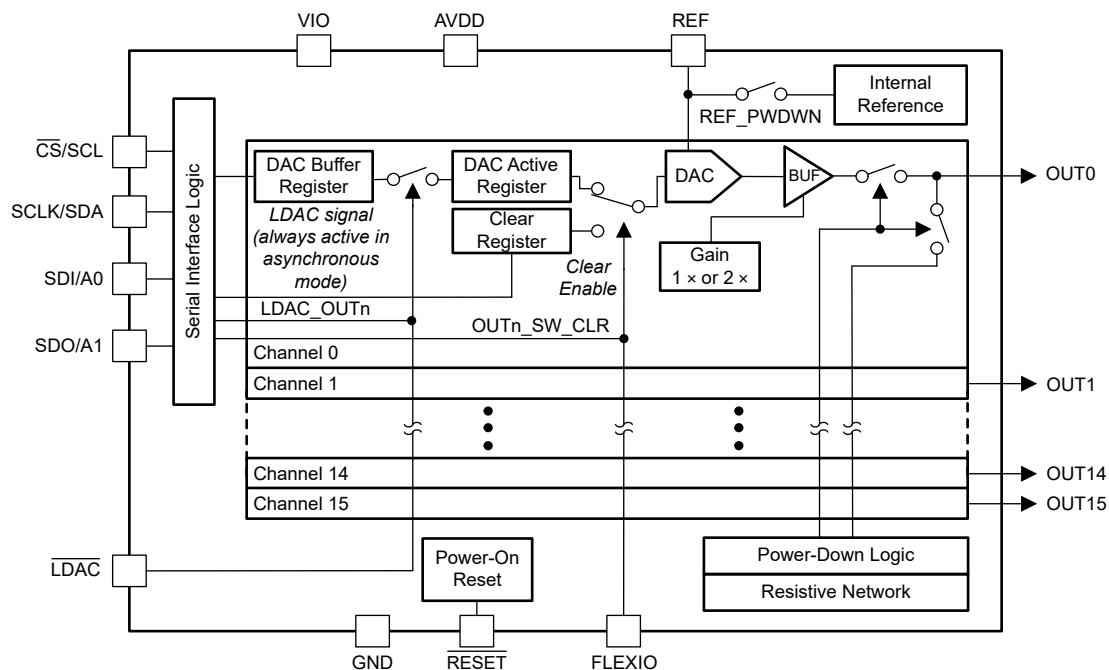 VIO
AVDD
REF
Internal
Reference
REF_PWDWN
CS/SCL
SCLK/SDA
SDI/A0
SDO/A1
Serial Interface Logic
DAC Buffer
Register
DAC Active
Register
DAC
BUF
OUT0
LDAC signal
(always active in
asynchronous
mode)
Clear
Register
Clear
Enable
Gain
1 × or 2 ×
LDAC_OUTn
OUTn_SW_CLR
Channel 0
Channel 1
OUT1
Channel 14
OUT14
Channel 15
OUT15
LDAC
Power-On
Reset
Power-Down Logic
Resistive Network
GND
RESET
FLEXIO